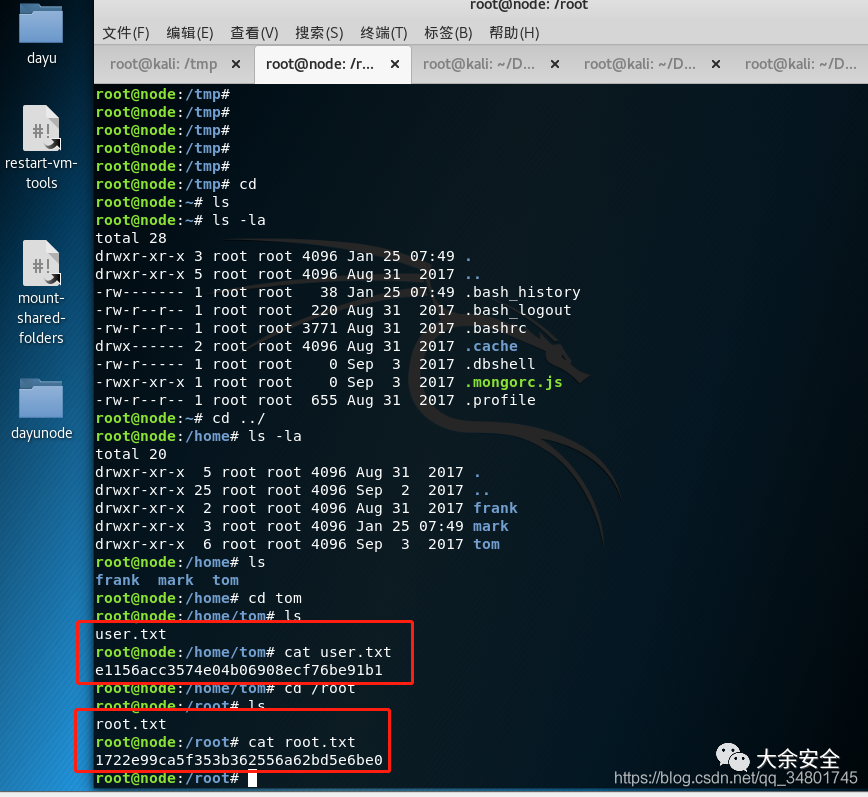 root@node: /root
文件(F) 编辑(E) 查看(V) 搜索(S) 终端(T) 标签(B) 帮助(H)
root@kali: /tmp × root@node: /r... × root@kali: ~/D... × root@kali: ~/D... × root@kali: ~/D...
dayu
restart-vm-
tools
mount-
shared-
folders
dayunode
root@node:/tmp#
root@node:/tmp#
root@node:/tmp#
root@node:/tmp#
root@node:/tmp#
root@node:/tmp# cd
root@node:~# ls
root@node:~# ls -la
total 28
drwxr-xr-x 3 root root 4096 Jan 25 07:49 .
drwxr-xr-x 5 root root 4096 Aug 31  2017 ..
-rw------- 1 root root   38 Jan 25 07:49 .bash_history
-rw-r--r-- 1 root root  220 Aug 31  2017 .bash_logout
-rw-r--r-- 1 root root 3771 Aug 31  2017 .bashrc
drwx------ 2 root root 4096 Aug 31  2017 .cache
-rw-r----- 1 root root    0 Sep  3  2017 .dbshell
-rwxr-xr-x 1 root root    0 Sep  3  2017 .mongorc.js
-rw-r--r-- 1 root root  655 Aug 31  2017 .profile
root@node:~# cd ../
root@node:/home# ls -la
total 20
drwxr-xr-x  5 root root 4096 Aug 31  2017 .
drwxr-xr-x 25 root root 4096 Sep  2  2017 ..
drwxr-xr-x  2 root root 4096 Aug 31  2017 frank
drwxr-xr-x  3 root root 4096 Jan 25 07:49 mark
drwxr-xr-x  6 root root 4096 Sep  3  2017 tom
root@node:/home# ls
frank  mark  tom
root@node:/home# cd tom
root@node:/home/tom# ls
user.txt
root@node:/home/tom# cat user.txt
e1156acc3574e04b06908ecf76be91b1
root@node:/home/tom# cd /root
root@node:/root# ls
root.txt
root@node:/root# cat root.txt
1722e99ca5f353b362556a62bd5e6be0
root@node:/root#
大余安全
https://blog.csdn.net/qq_34801745